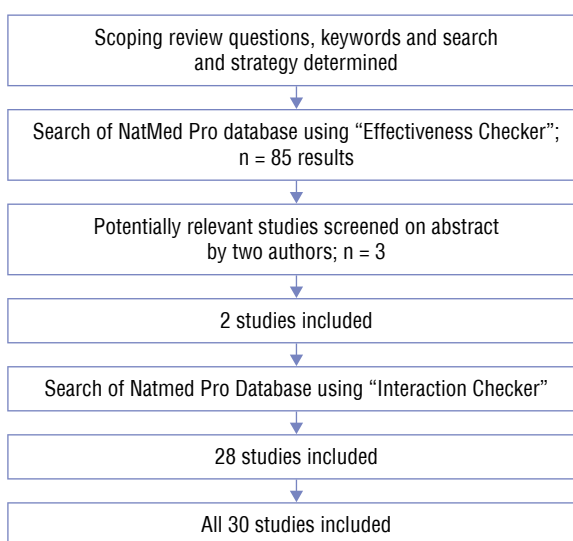 Scoping review questions, keywords and search
and strategy determined
Search of NatMed Pro database using “Effectiveness Checker”;
n = 85 results
Potentially relevant studies screened on abstract
by two authors; n = 3
2 studies included
Search of Natmed Pro Database using “Interaction Checker”
28 studies included
All 30 studies included